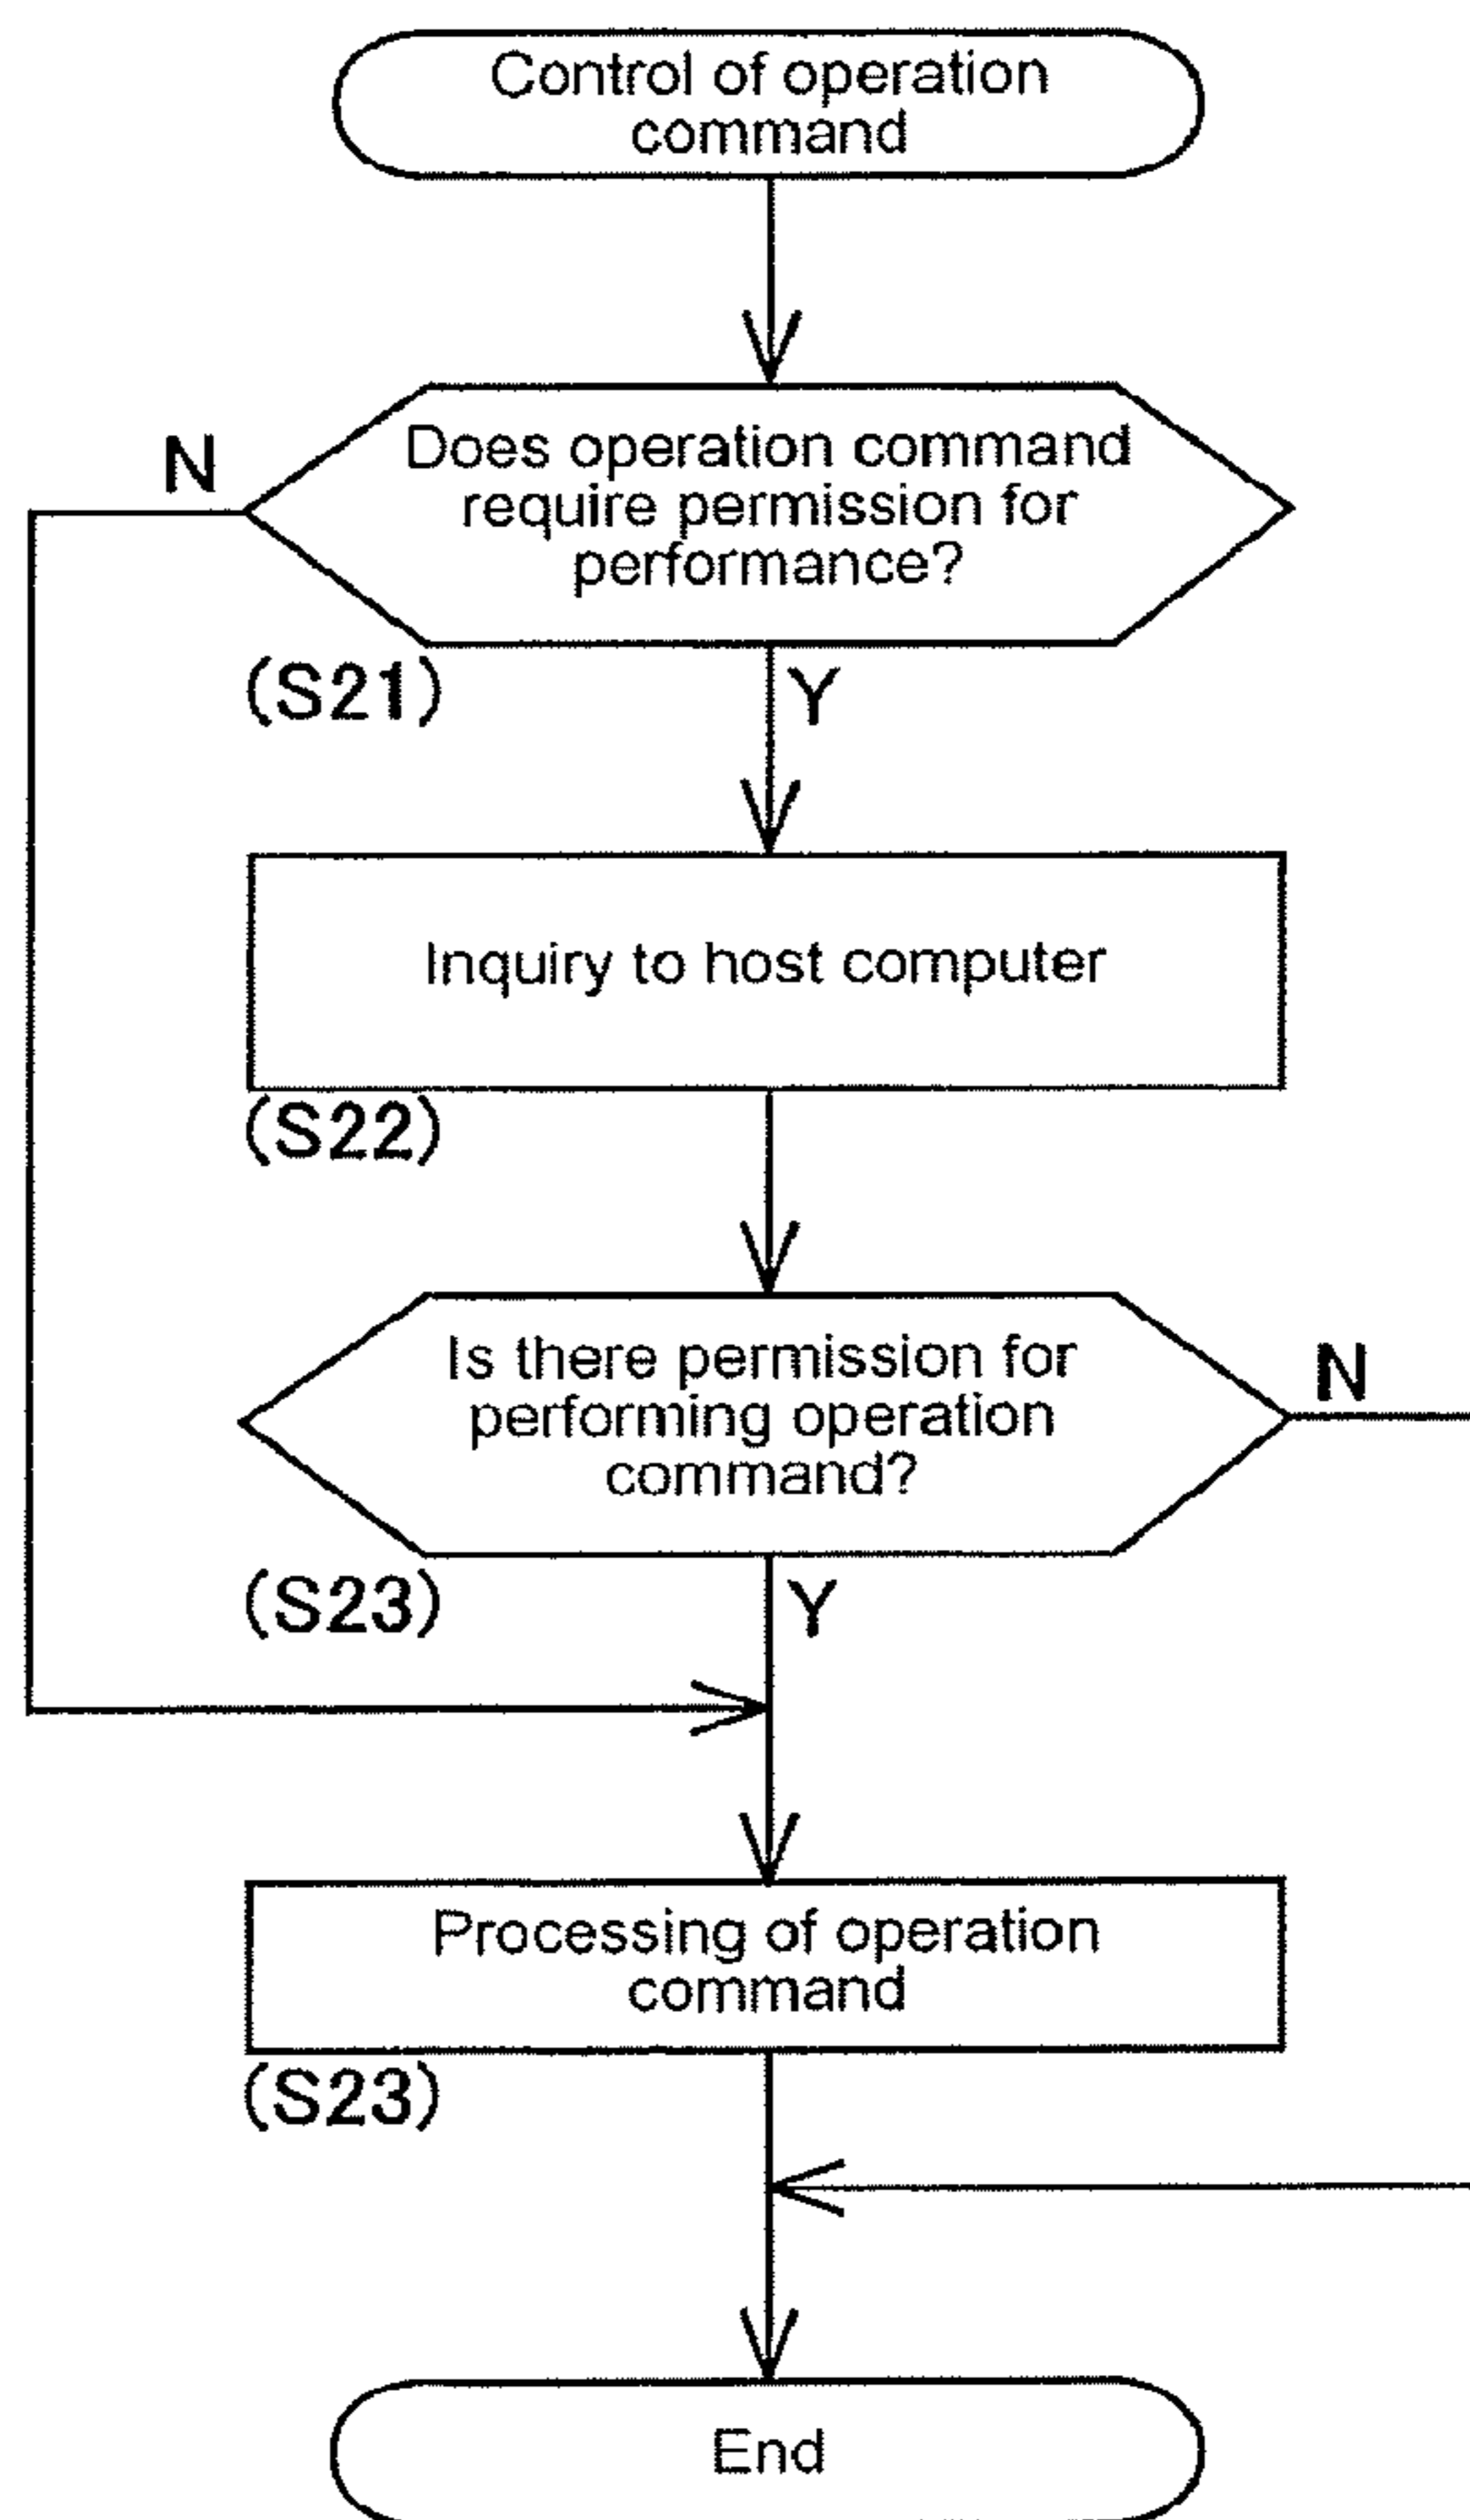 Control of operation
command
N
Does operation command
require permission for
performance?
(S21)
Y
Inquiry to host computer
(S22)
Is there permission for
performing operation
command?
N
(S23)
Y
Processing of operation
command
(S23)
End